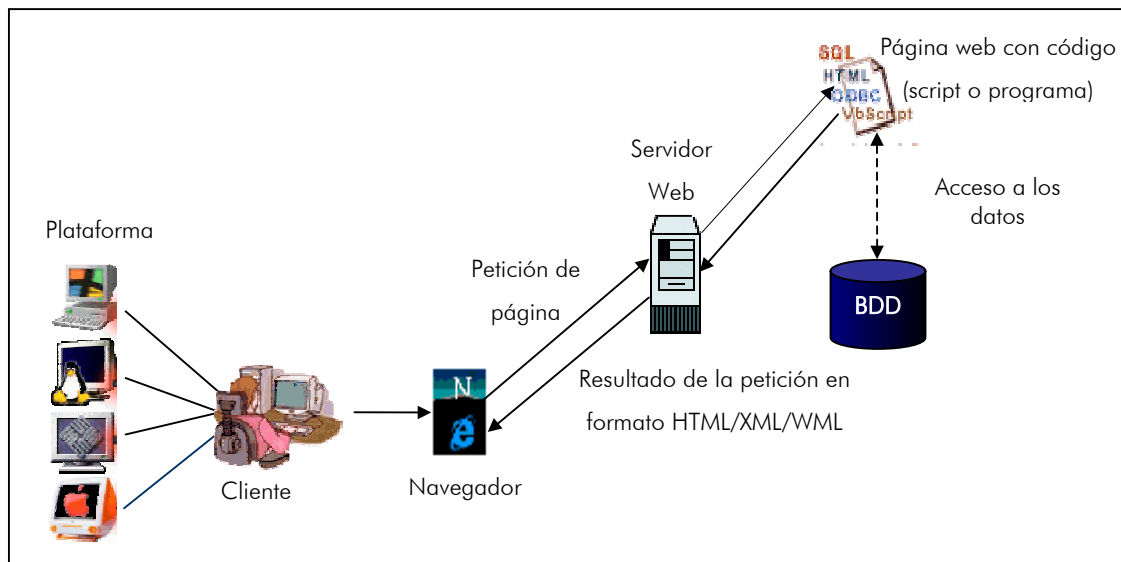 SQL
HTML
ODBC
VbScript
Página web con código
(script o programa)
Servidor
Web
Acceso a los
datos
Plataforma
Petición de
página
BDD
N
Resultado de la petición en
formato HTML/XML/WML
Cliente
Navegador